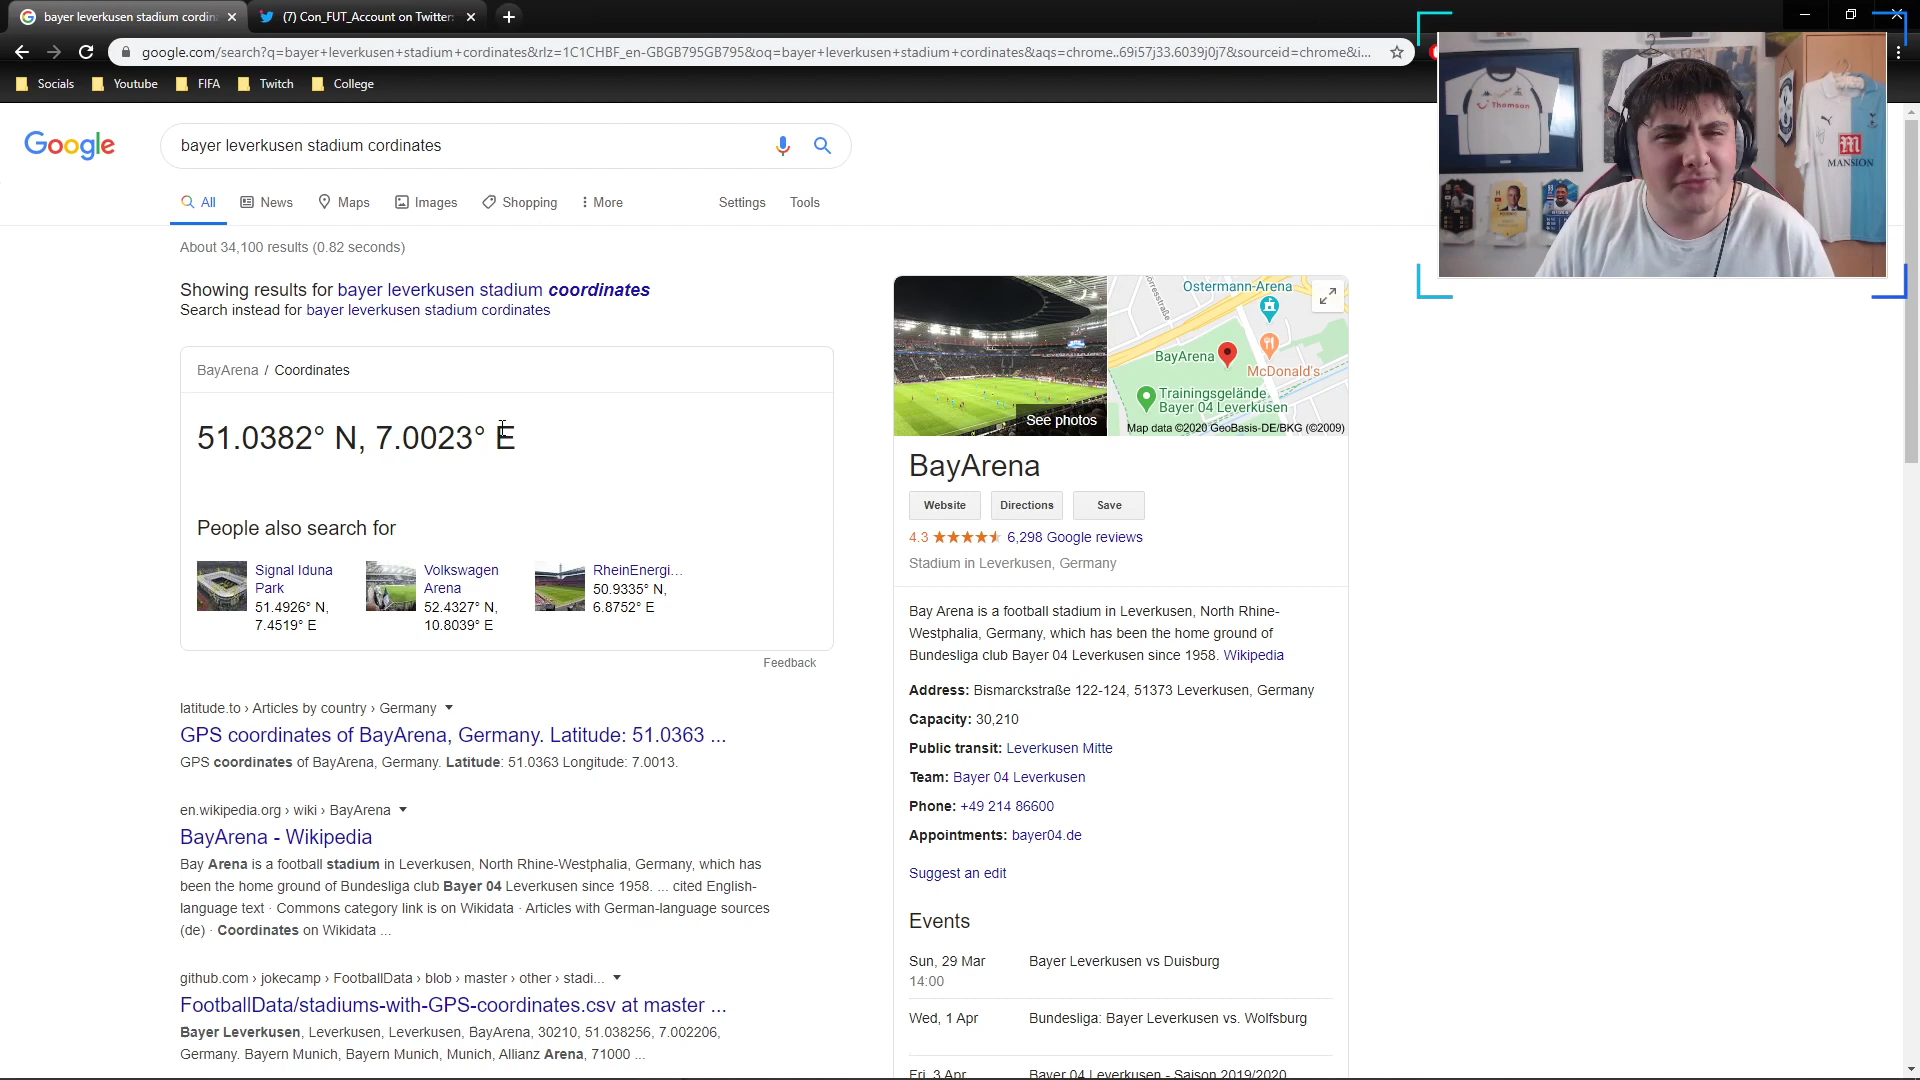 bayer leverkusen stadium cordin
(7) Con_FUT_Account on Twitter:
google.com/search?q=bayer+leverkusen+stadium+cordinates&rlz=1C1CHBF_en-GBGB795GB795&oq=bayer+leverkusen+stadium+cordinates&aqs=chrome..69i57j33.6039j0j7&sourceid=chrome&i...
Socials Youtube FIFA Twitch College
Google
bayer leverkusen stadium cordinates
All News Maps Images Shopping More Settings Tools
About 34,100 results (0.82 seconds)
Showing results for bayer leverkusen stadium coordinates
Search instead for bayer leverkusen stadium cordinates
BayArena / Coordinates
51.0382° N, 7.0023° E
People also search for
Signal Iduna
Park
51.4926° N,
7.4519° E
Volkswagen
Arena
52.4327° N,
10.8039° E
RheinEnergi...
50.9335° N,
6.8752° E
Feedback
latitude.to › Articles by country › Germany
GPS coordinates of BayArena, Germany. Latitude: 51.0363 ...
GPS coordinates of BayArena, Germany. Latitude: 51.0363 Longitude: 7.0013.
en.wikipedia.org › wiki › BayArena
BayArena - Wikipedia
Bay Arena is a football stadium in Leverkusen, North Rhine-Westphalia, Germany, which has
been the home ground of Bundesliga club Bayer 04 Leverkusen since 1958. ... cited English-
language text · Commons category link is on Wikidata · Articles with German-language sources
(de) · Coordinates on Wikidata ...
github.com › jokecamp › FootballData › blob › master › other › stadi...
FootballData/stadiums-with-GPS-coordinates.csv at master ...
Bayer Leverkusen, Leverkusen, Leverkusen, BayArena, 30210, 51.038256, 7.002206,
Germany. Bayern Munich, Bayern Munich, Munich, Allianz Arena, 71000 ...
See photos
Ostermann-Arena
BayArena
McDonald's
Trainingsgelände
Bayer 04 Leverkusen
Map data ©2020 GeoBasis-DE/BKG (©2009)
BayArena
Website Directions Save
4.3 6,298 Google reviews
Stadium in Leverkusen, Germany
Bay Arena is a football stadium in Leverkusen, North Rhine-
Westphalia, Germany, which has been the home ground of
Bundesliga club Bayer 04 Leverkusen since 1958. Wikipedia
Address: Bismarckstraße 122-124, 51373 Leverkusen, Germany
Capacity: 30,210
Public transit: Leverkusen Mitte
Team: Bayer 04 Leverkusen
Phone: +49 214 86600
Appointments: bayer04.de
Suggest an edit
Events
Sun, 29 Mar Bayer Leverkusen vs Duisburg
14:00
Wed, 1 Apr Bundesliga: Bayer Leverkusen vs. Wolfsburg
Fri, 3 Apr Bayer 04 Leverkusen - Saison 2019/2020
Thomson
MANSION